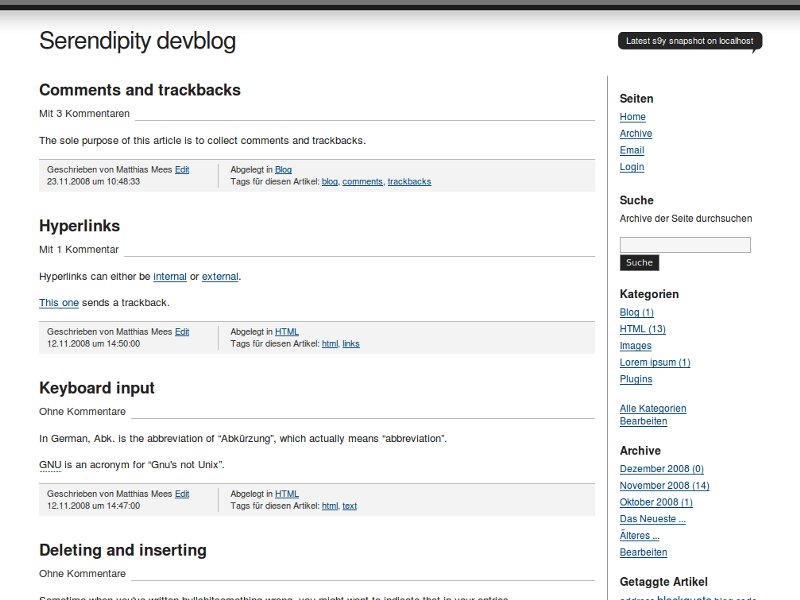 Serendipity devblog
Latest s9y snapshot on localhost
Comments and trackbacks
Mit 3 Kommentaren
The sole purpose of this article is to collect comments and trackbacks.
Geschrieben von Matthias Mees Edit
23.11.2008 um 10:48:33
Abgelegt in Blog
Tags für diesen Artikel: blog, comments, trackbacks
Hyperlinks
Mit 1 Kommentar
Hyperlinks can either be internal or external.
This one sends a trackback.
Geschrieben von Matthias Mees Edit
12.11.2008 um 14:50:00
Abgelegt in HTML
Tags für diesen Artikel: html, links
Keyboard input
Ohne Kommentare
In German, Abk. is the abbreviation of “Abkürzung”, which actually means “abbreviation”.
GNU is an acronym for “Gnu's not Unix”.
Geschrieben von Matthias Mees Edit
12.11.2008 um 14:47:00
Abgelegt in HTML
Tags für diesen Artikel: html, text
Deleting and inserting
Ohne Kommentare
Seiten
Home
Archive
Email
Login
Suche
Archive der Seite durchsuchen
Suche
Kategorien
Blog (1)
HTML (13)
Images
Lorem ipsum (1)
Plugins
Alle Kategorien
Bearbeiten
Archive
Dezember 2008 (0)
November 2008 (14)
Oktober 2008 (1)
Das Neueste ...
Älteres ...
Bearbeiten
Getaggte Artikel